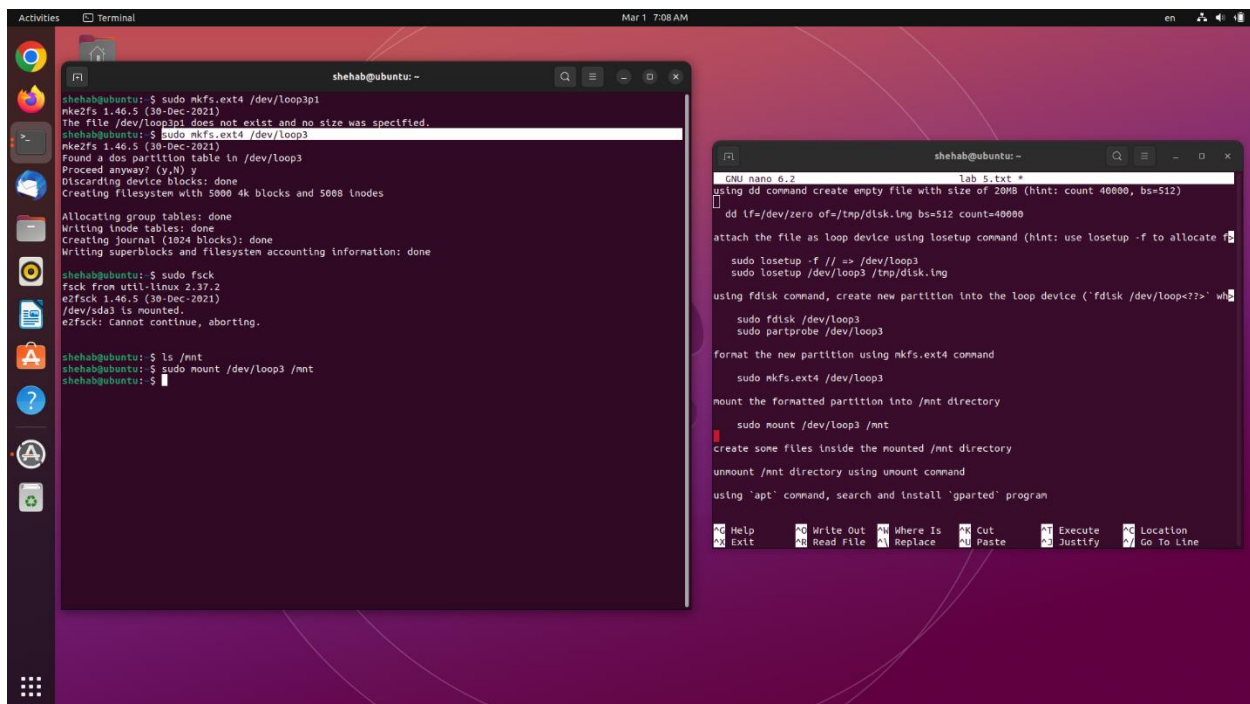 Activities
Terminal
Mar 1 7:08 AM
en
shehab@ubuntu: ~
shehab@ubuntu:~$ sudo mkfs.ext4 /dev/loop3p1
mke2fs 1.46.5 (30-Dec-2021)
The file /dev/loop3p1 does not exist and no size was specified.
shehab@ubuntu:~$ sudo mkfs.ext4 /dev/loop3
mke2fs 1.46.5 (30-Dec-2021)
Found a dos partition table in /dev/loop3
Proceed anyway? (y,N) y
Discarding device blocks: done
Creating filesystem with 5000 4k blocks and 5008 inodes
Allocating group tables: done
Writing inode tables: done
Creating journal (1024 blocks): done
Writing superblocks and filesystem accounting information: done
shehab@ubuntu:~$ sudo fsck
fsck from util-linux 2.37.2
e2fsck 1.46.5 (30-Dec-2021)
/dev/sda3 is mounted.
e2fsck: Cannot continue, aborting.
shehab@ubuntu:~$ ls /mnt
shehab@ubuntu:~$ sudo mount /dev/loop3 /mnt
shehab@ubuntu:~$
shehab@ubuntu: ~
GNU nano 6.2 lab 5.txt *
using dd command create empty file with size of 20MB (hint: count 40000, bs=512)
dd if=/dev/zero of=/tmp/disk.img bs=512 count=40000
attach the file as loop device using losetup command (hint: use losetup -f to allocate f>
sudo losetup -f // => /dev/loop3
sudo losetup /dev/loop3 /tmp/disk.img
using fdisk command, create new partition into the loop device (`fdisk /dev/loop<??>` wh>
sudo fdisk /dev/loop3
sudo partprobe /dev/loop3
format the new partition using mkfs.ext4 command
sudo mkfs.ext4 /dev/loop3
mount the formatted partition into /mnt directory
sudo mount /dev/loop3 /mnt
create some files inside the mounted /mnt directory
unmount /mnt directory using umount command
using `apt` command, search and install `gparted` program
^G Help ^O Write Out ^W Where Is ^K Cut ^T Execute ^C Location
^X Exit ^R Read File ^\ Replace ^U Paste ^J Justify ^/ Go To Line